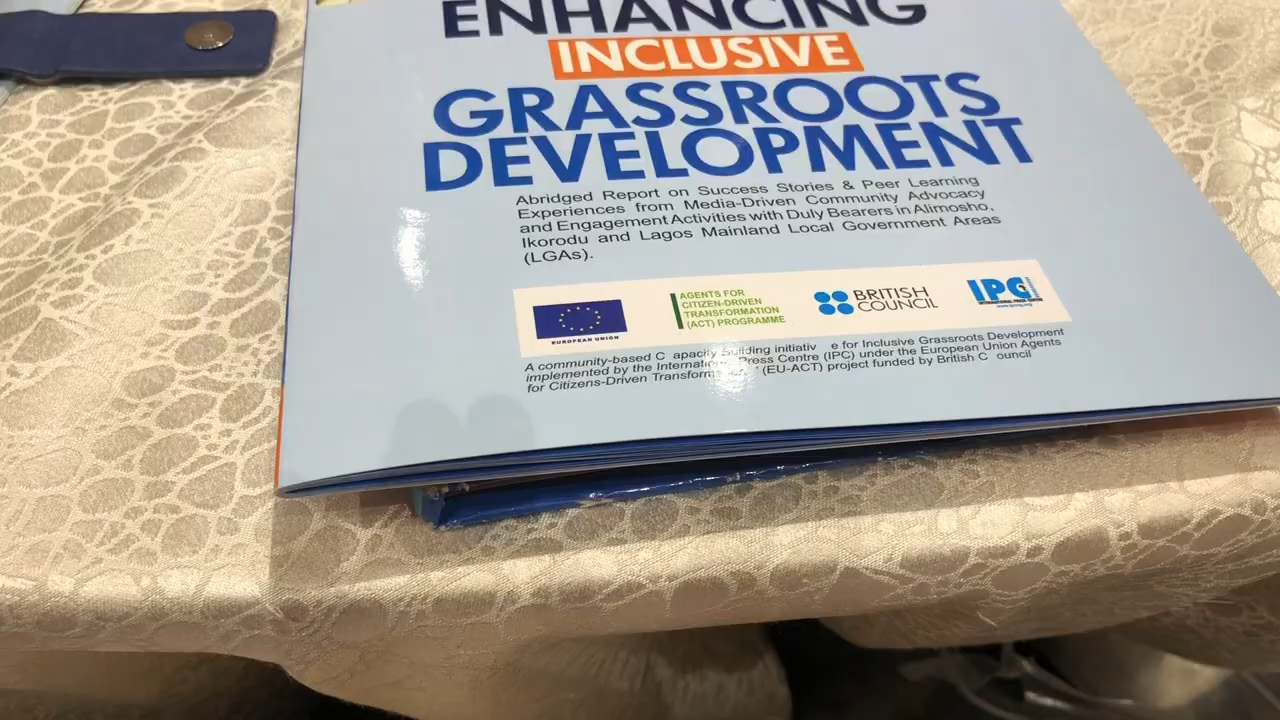 ENHANCING
INCLUSIVE
GRASSROOTS
DEVELOPMENT
Abridged Report on Success Stories & Peer Learning
Experiences from Media-Driven Community Advocacy
and Engagement Activities with Duly Bearers in Alimosho,
Ikorodu and Lagos Mainland Local Government Areas
(LGAs).
EUROPEAN UNION
AGENTS FOR
CITIZEN-DRIVEN
TRANSFORMATION
(ACT) PROGRAMME
BRITISH
COUNCIL
IPC
INTERNATIONAL PRESS CENTRE
A community-based C apacity Building initiativ e for Inclusive Grassroots Development
implemented by the Press Centre (IPC) under the European Union Agents
for Citizens-Driven (EU-ACT) project funded by British C ouncil